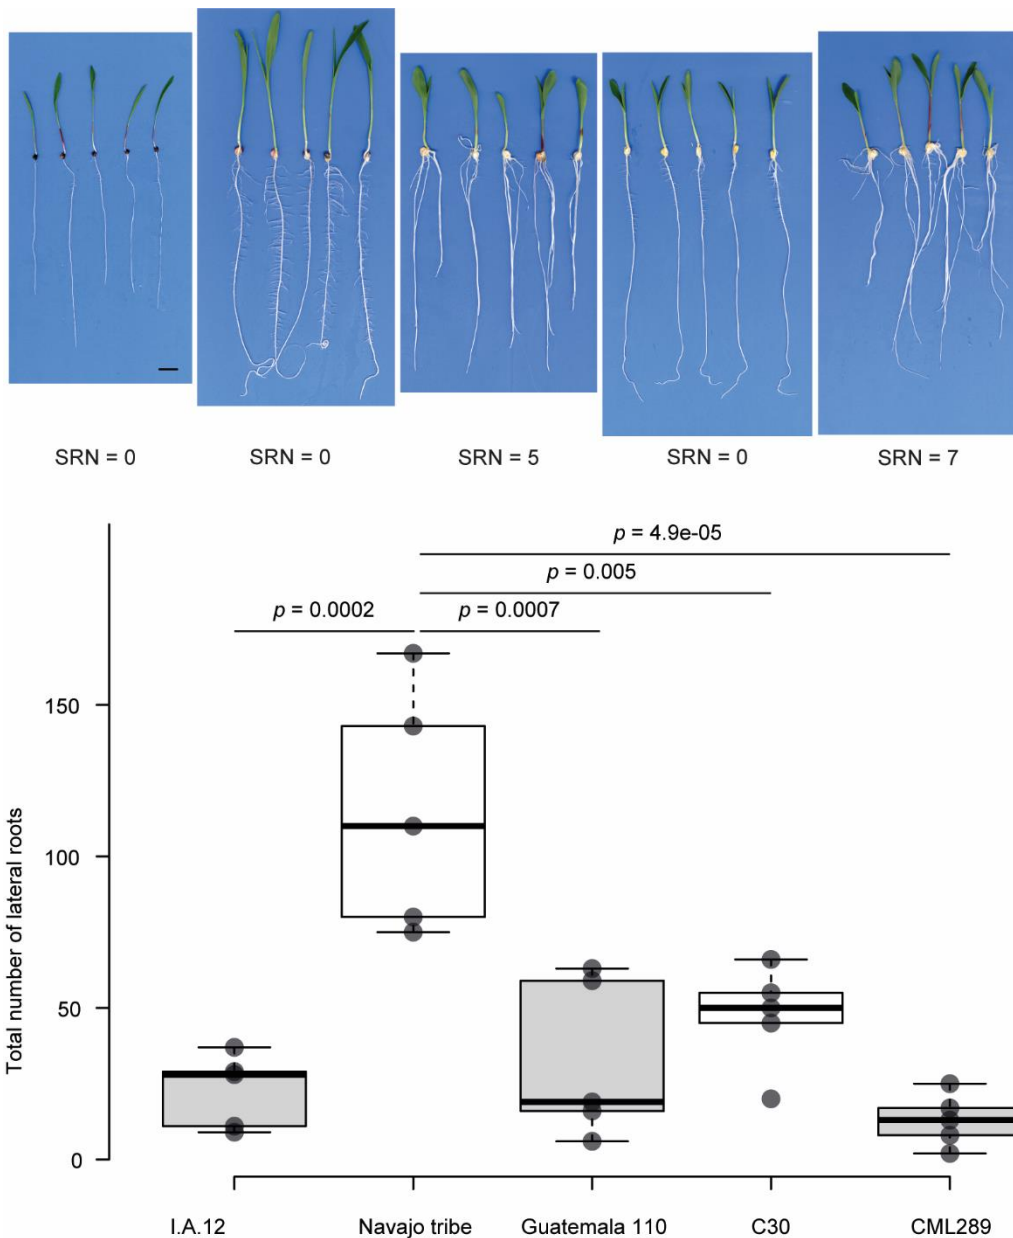 SRN = 0
SRN = 0
SRN = 5
SRN = 0
SRN = 7
p = 4.9e-05
p = 0.005
p = 0.0002
p = 0.0007
Total number of lateral roots
150
100
50
0
I.A.12
Navajo tribe
Guatemala 110
C30
CML289